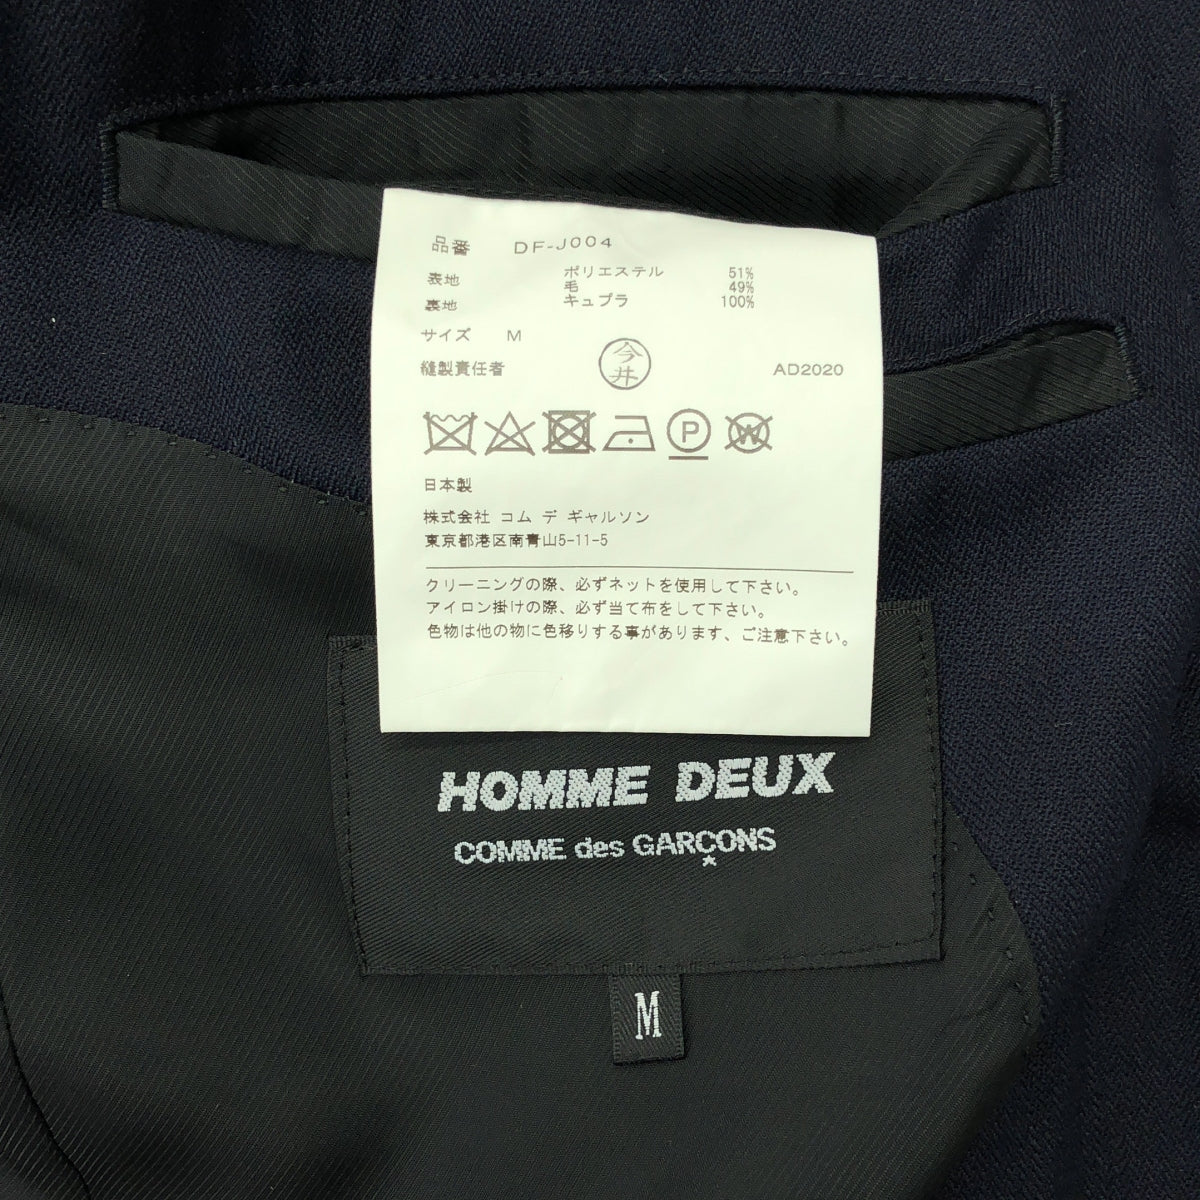 品番 DF-J004
表地 ポリエステル 51%
毛 49%
裏地 キュプラ 100%
サイズ M
縫製責任者 今井 AD2020
P W
日本製
株式会社 コム デ ギャルソン
東京都港区南青山5-11-5
クリーニングの際、必ずネットを使用して下さい。
アイロン掛けの際、必ず当て布をして下さい。
色物は他の物に色移りする事があります、ご注意下さい。
HOMME DEUX
COMME des GARÇONS
M